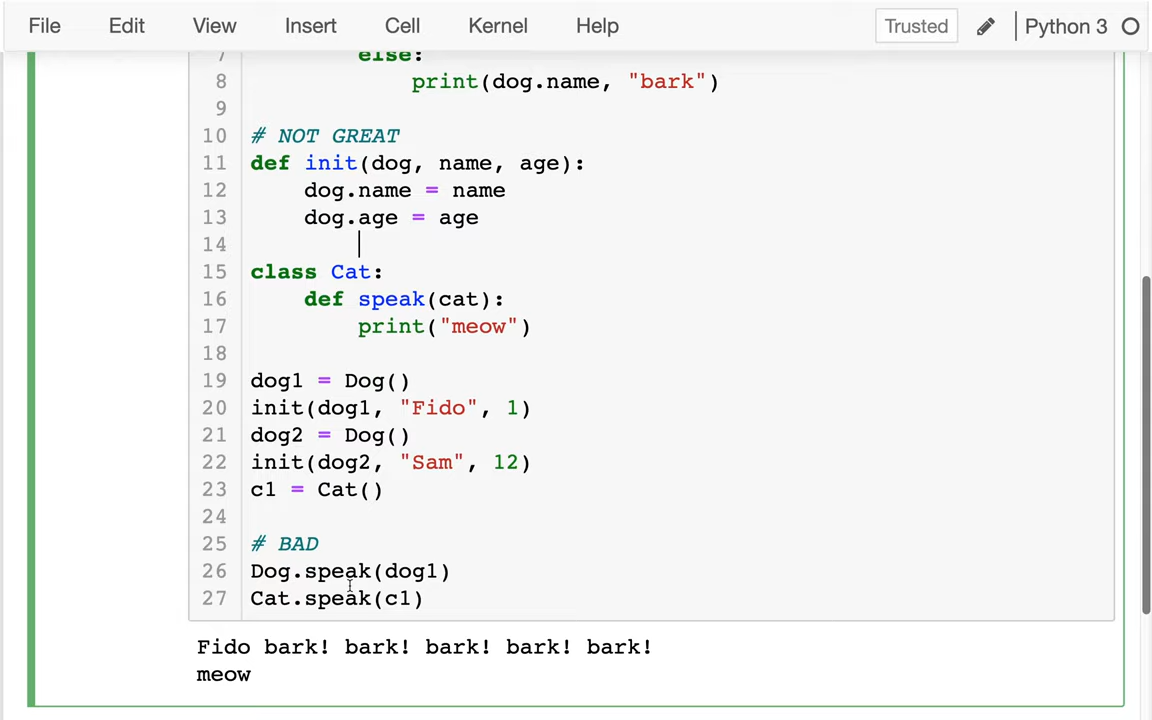 File Edit View Insert Cell Kernel Help Trusted Python 3
7 else:
8 print(dog.name, "bark")
9
10 # NOT GREAT
11 def init(dog, name, age):
12 dog.name = name
13 dog.age = age
14
15 class Cat:
16 def speak(cat):
17 print("meow")
18
19 dog1 = Dog()
20 init(dog1, "Fido", 1)
21 dog2 = Dog()
22 init(dog2, "Sam", 12)
23 c1 = Cat()
24
25 # BAD
26 Dog.speak(dog1)
27 Cat.speak(c1)
Fido bark! bark! bark! bark! bark!
meow